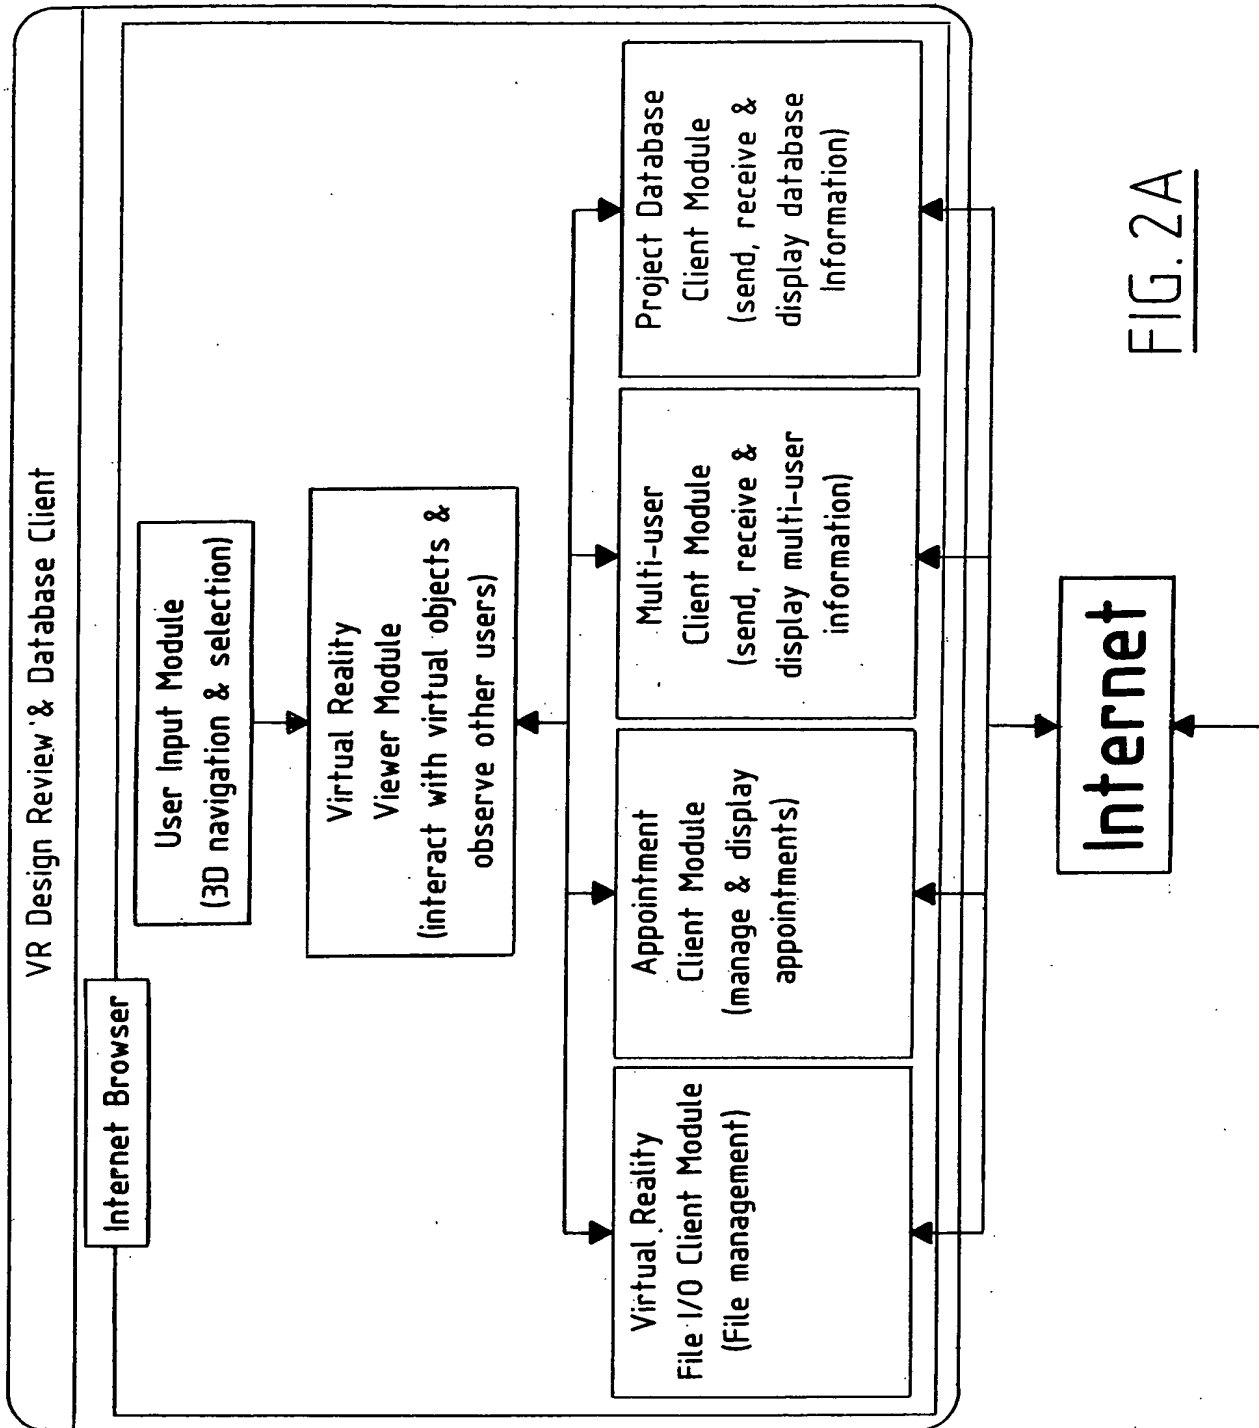 VR Design Review & Database Client
Internet Browser
User Input Module
(3D navigation & selection)
Virtual Reality
Viewer Module
(interact with virtual objects &
observe other users)
Virtual Reality
File I/O Client Module
(File management)
Appointment
Client Module
(manage & display
appointments)
Multi-user
Client Module
(send, receive &
display multi-user
information)
Project Database
Client Module
(send, receive &
display database
Information)
Internet
FIG. 2A